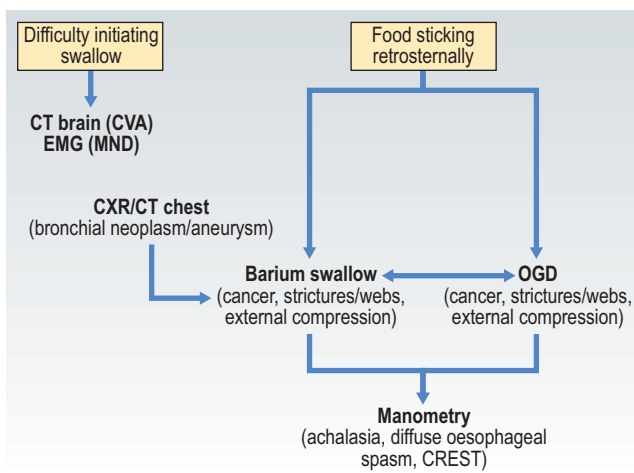 Difficulty initiating
swallow
Food sticking
retrosternally
CT brain (CVA)
EMG (MND)
CXR/CT chest
(bronchial neoplasm/aneurysm)
Barium swallow
(cancer, strictures/webs,
external compression)
OGD
(cancer, strictures/webs,
external compression)
Manometry
(achalasia, diffuse oesophageal
spasm, CREST)